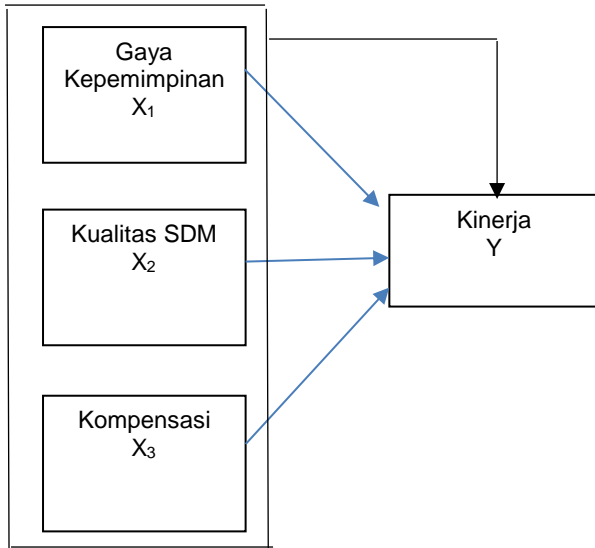 Gaya
Kepemimpinan
X₁
Kualitas SDM
X₂
Kompensasi
X₃
Kinerja
Y